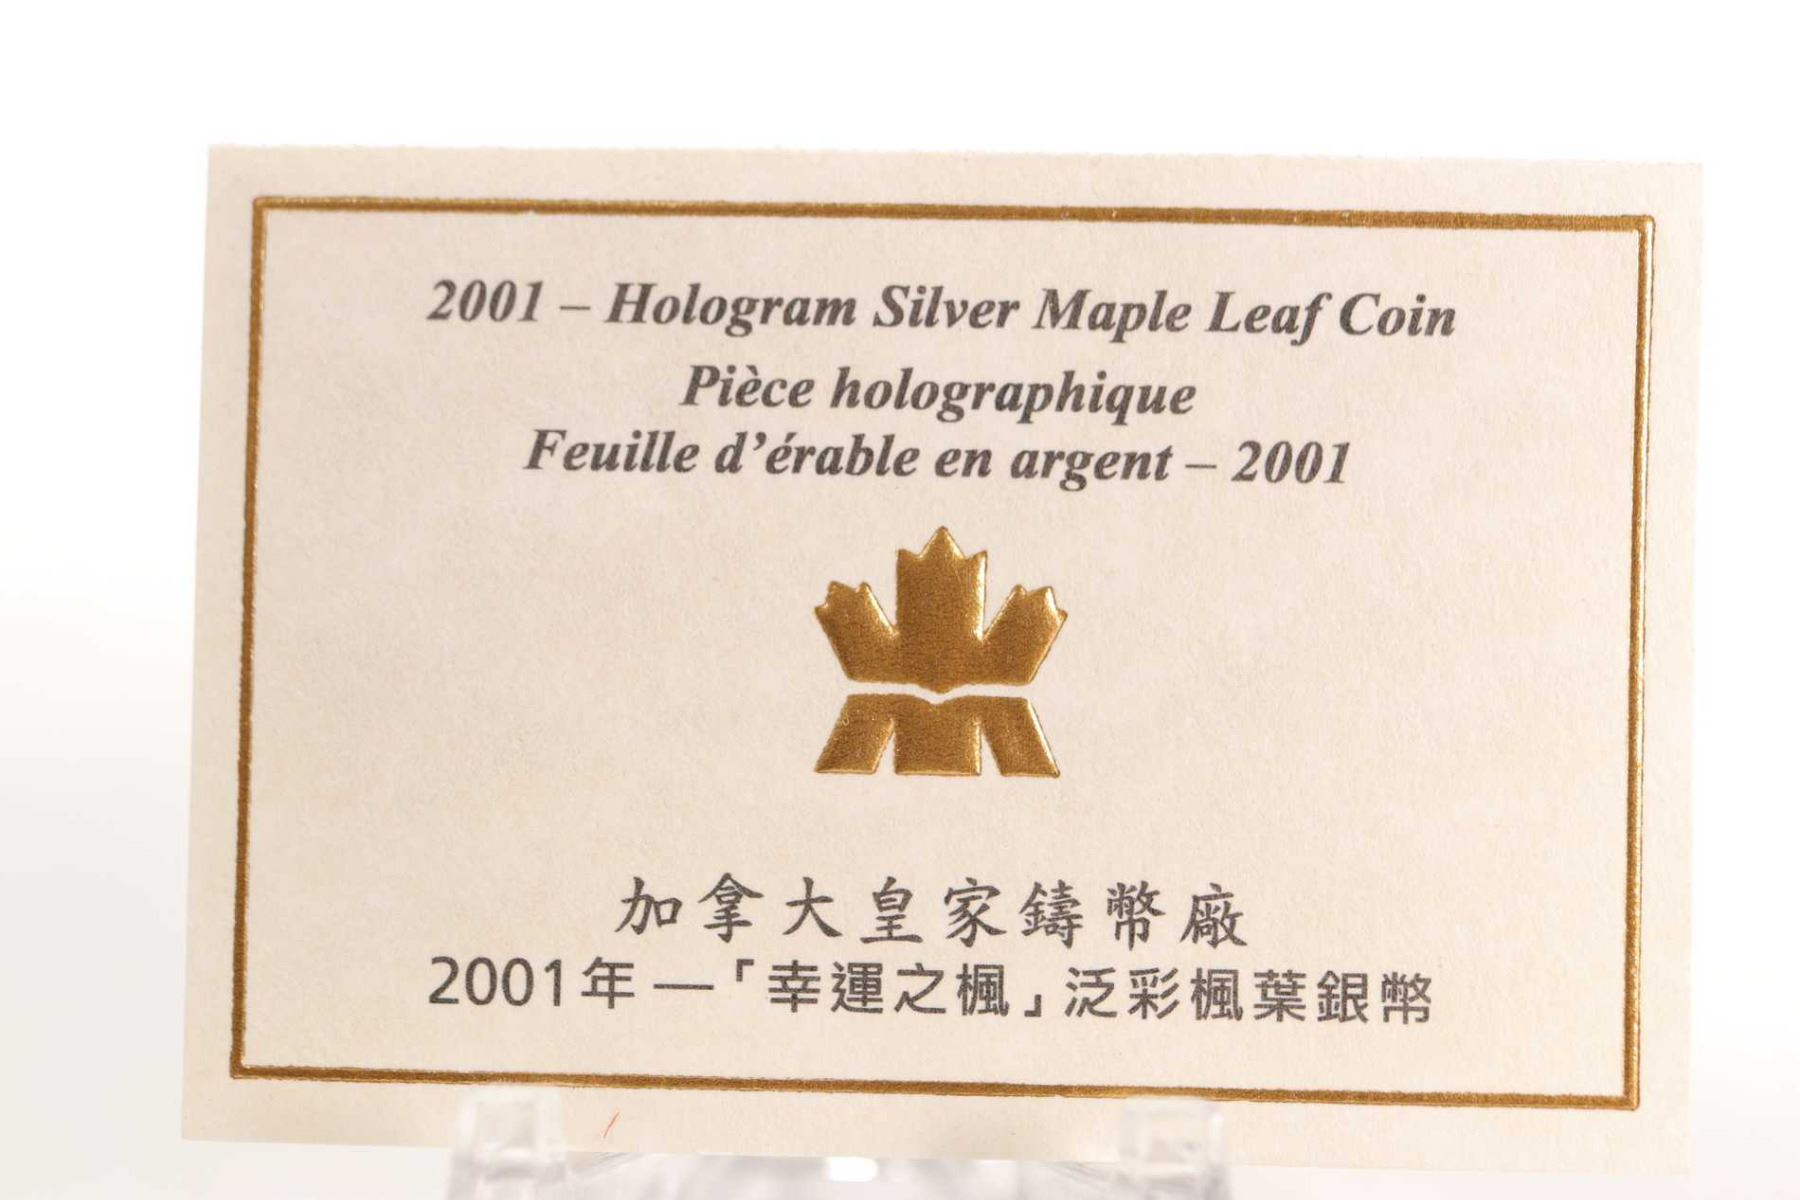 2001 – Hologram Silver Maple Leaf Coin
Pièce holographique
Feuille d’érable en argent – 2001
加拿大皇家鑄幣廠
2001年 —「幸運之楓」泛彩楓葉銀幣